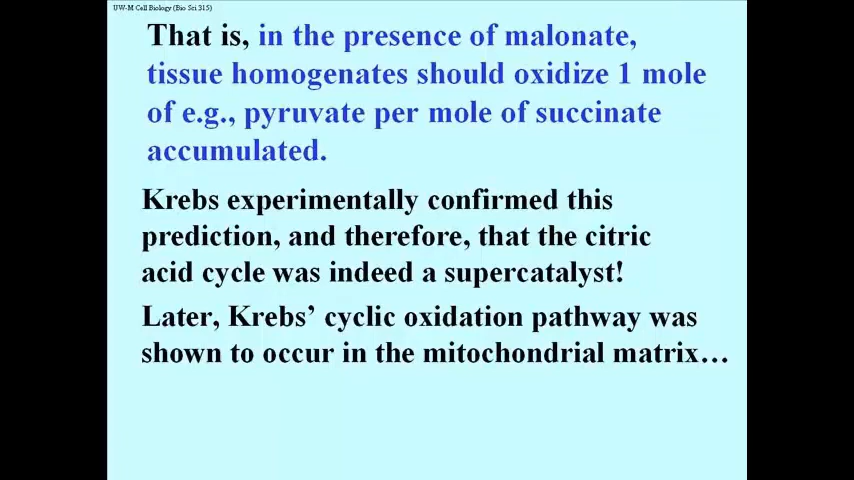 UW-M Cell Biology (Bio Sci 315)
That is, in the presence of malonate,
tissue homogenates should oxidize 1 mole
of e.g., pyruvate per mole of succinate
accumulated.
Krebs experimentally confirmed this
prediction, and therefore, that the citric
acid cycle was indeed a supercatalyst!
Later, Krebs’ cyclic oxidation pathway was
shown to occur in the mitochondrial matrix…